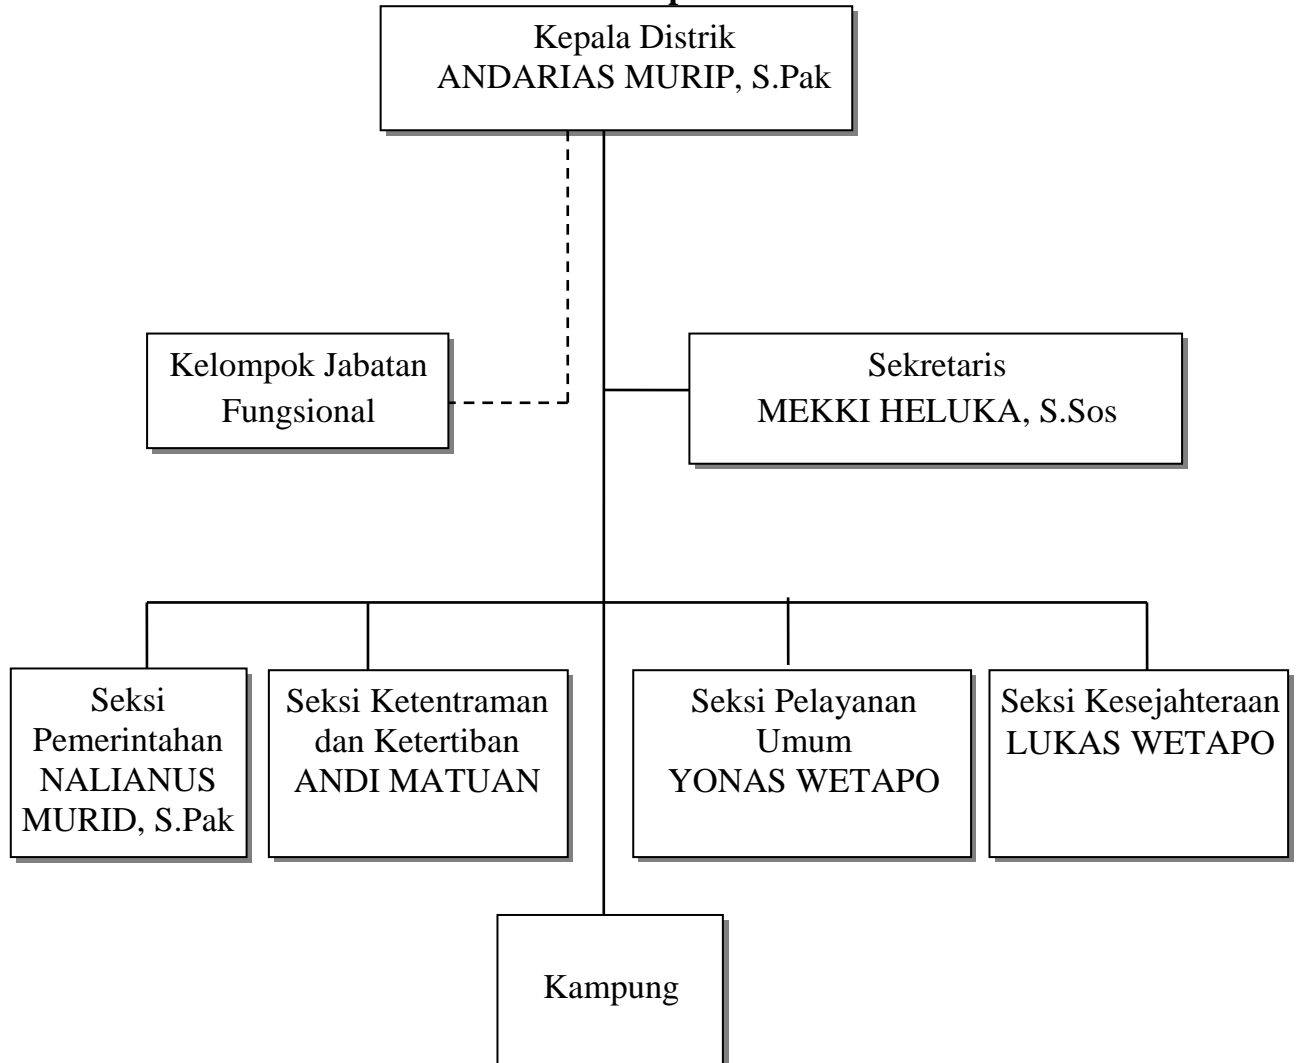 Kepala Distrik
ANDARIAS MURIP, S.Pak
Kelompok Jabatan
Fungsional
Sekretaris
MEKKI HELUKA, S.Sos
Seksi
Pemerintahan
NALIANUS
MURID, S.Pak
Seksi Ketentraman
dan Ketertiban
ANDI MATUAN
Seksi Pelayanan
Umum
YONAS WETAPO
Seksi Kesejahteraan
LUKAS WETAPO
Kampung